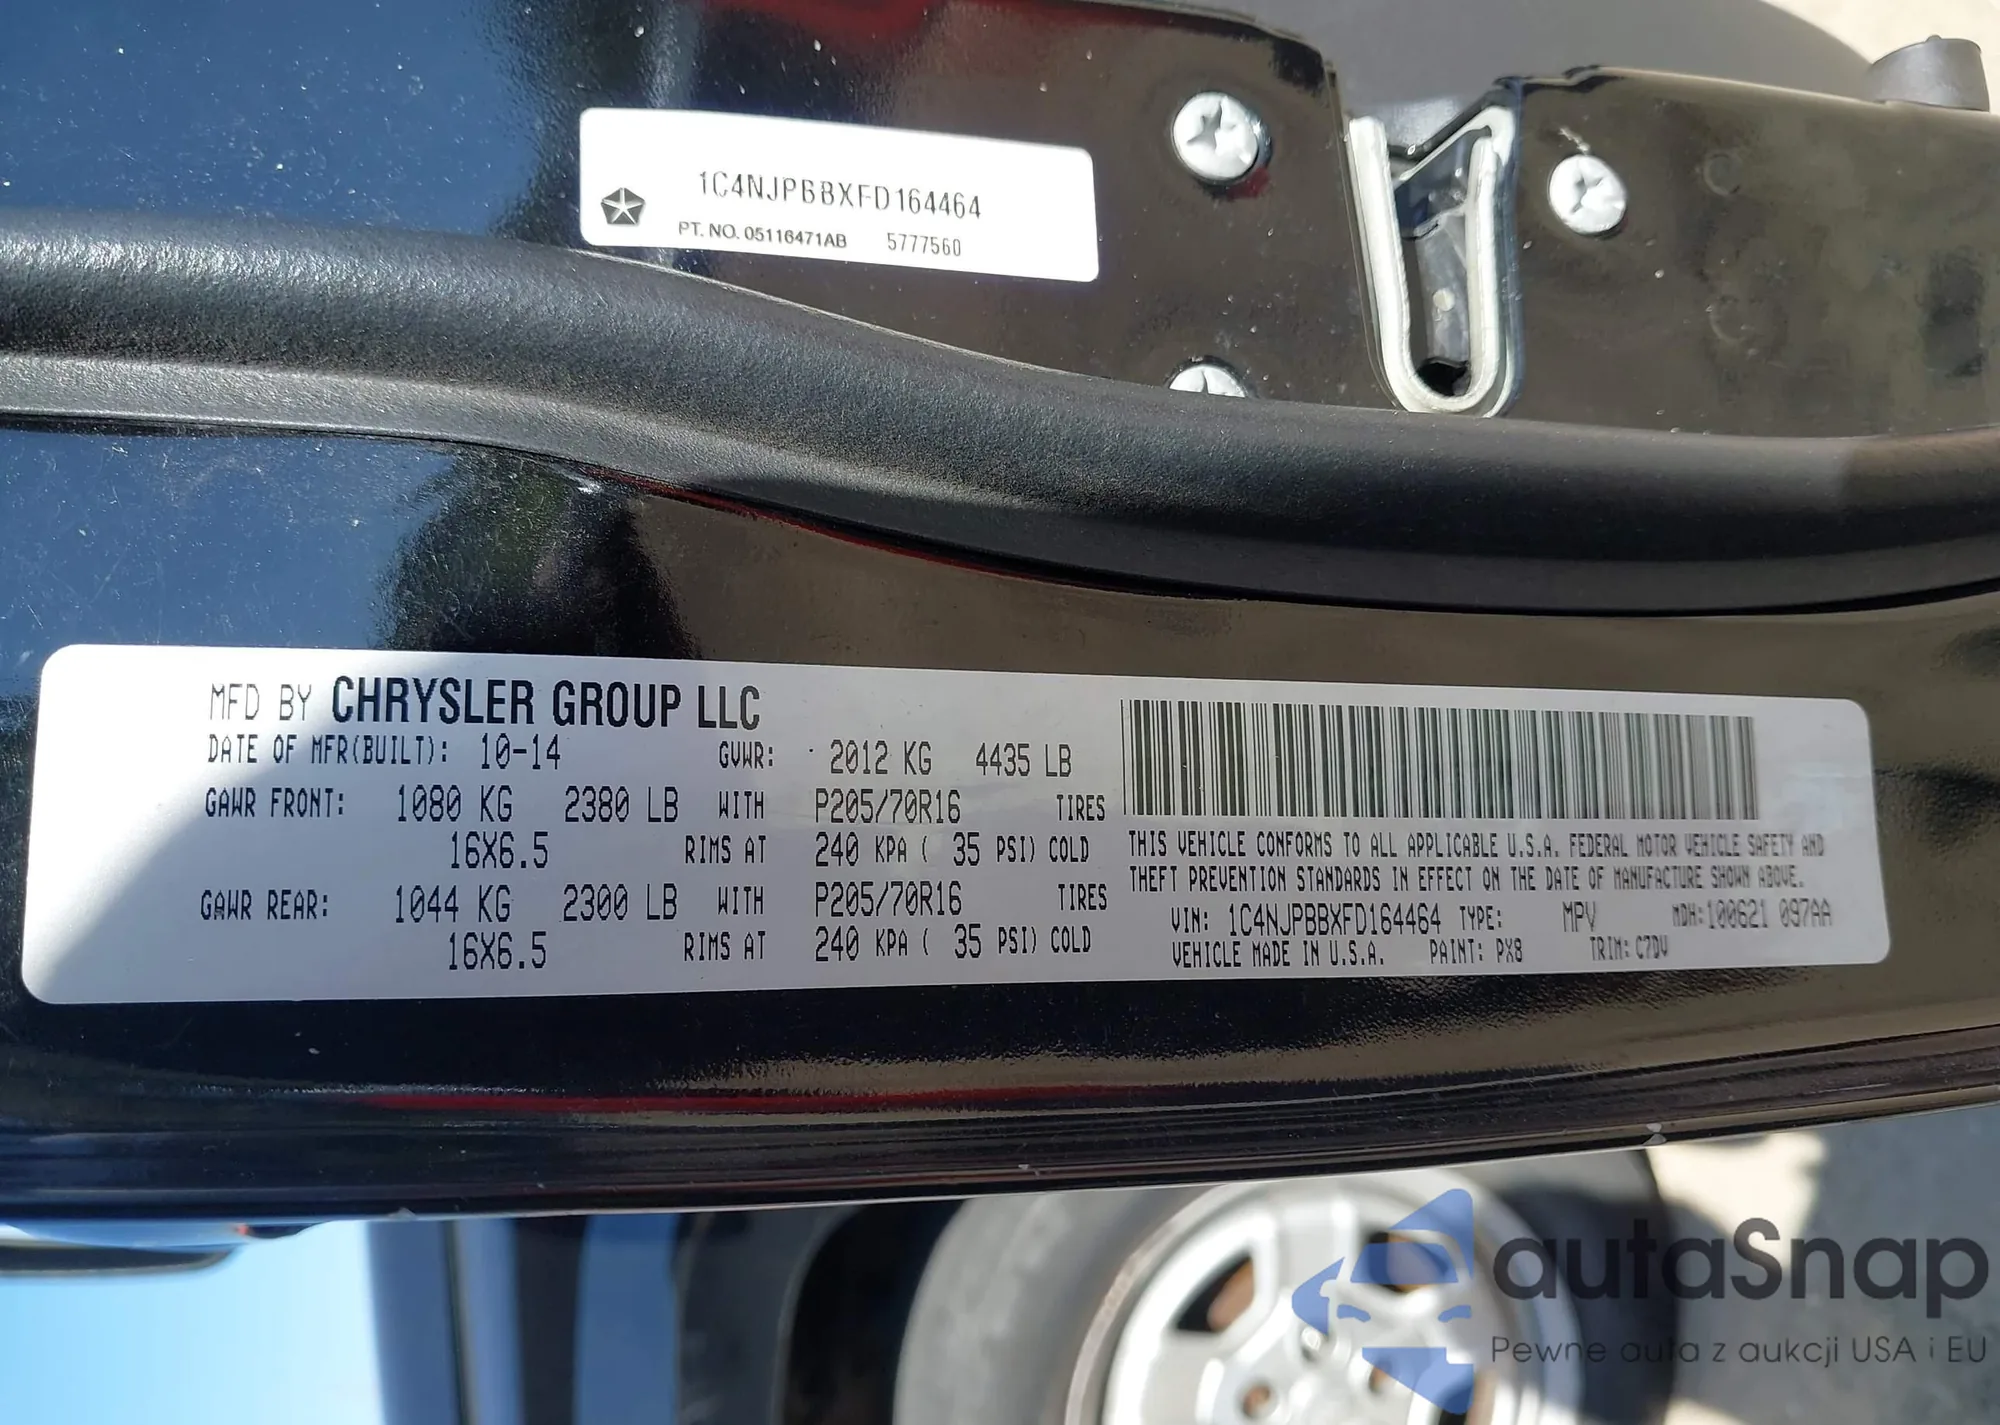 1C4NJPBBXFD164464
PT. NO. 05116471AB 5777560
MFD BY CHRYSLER GROUP LLC
DATE OF MFR(BUILT): 10-14 GVWR: 2012 KG 4435 LB
GAWR FRONT: 1080 KG 2380 LB WITH P205/70R16 TIRES
16X6.5 RIMS AT 240 KPA ( 35 PSI) COLD
GAWR REAR: 1044 KG 2300 LB WITH P205/70R16 TIRES
16X6.5 RIMS AT 240 KPA ( 35 PSI) COLD
THIS VEHICLE CONFORMS TO ALL APPLICABLE U.S.A. FEDERAL MOTOR VEHICLE SAFETY AND
THEFT PREVENTION STANDARDS IN EFFECT ON THE DATE OF MANUFACTURE SHOWN ABOVE.
VIN: 1C4NJPBBXFD164464 TYPE: MPV MDH:100621 097AA
VEHICLE MADE IN U.S.A. PAINT: PX8 TRIM: C7DV
autaSnap
Pewne auta z aukcji USA i EU